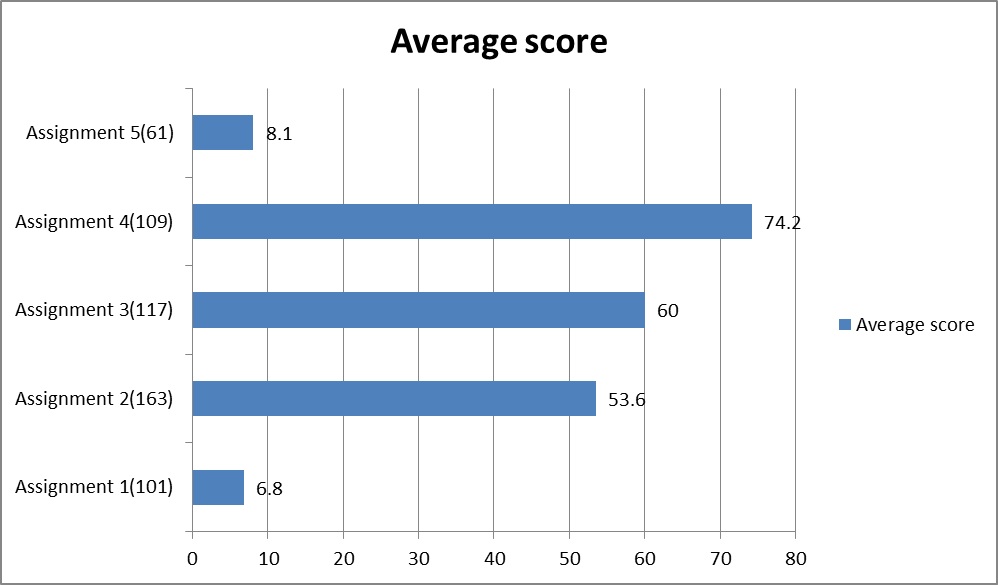 Average score
Assignment 5(61)
8.1
Assignment 4(109)
74.2
Assignment 3(117)
60
Average score
Assignment 2(163)
53.6
Assignment 1(101)
6.8
0 10 20 30 40 50 60 70 80